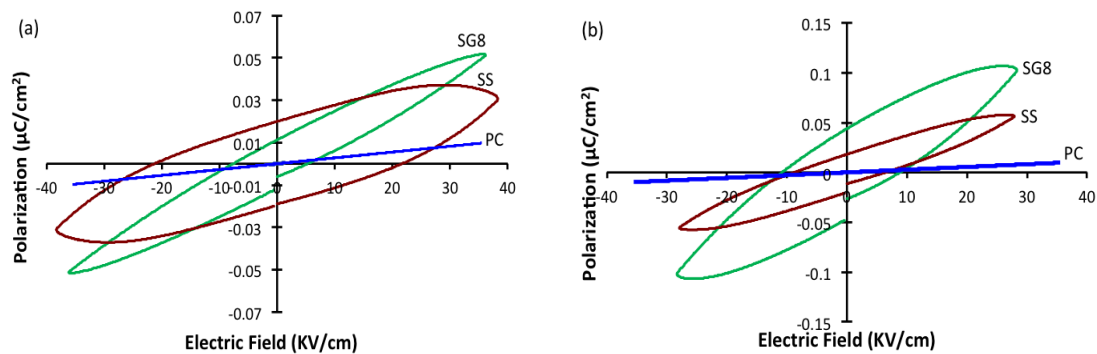 (a)
0.07
0.05
0.03
0.01
-0.01
-0.03
-0.05
-0.07
-40
-30
-20
-10
0
10
20
30
40
SG8
SS
PC
Polarization (µC/cm²)
Electric Field (KV/cm)
(b)
0.15
0.1
0.05
0
-0.05
-0.1
-0.15
-40
-30
-20
-10
0
10
20
30
40
SG8
SS
PC
Polarization (µC/cm²)
Electric Field (KV/cm)